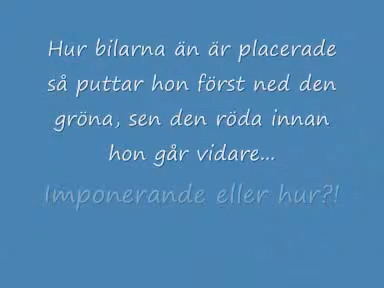 Hur bilarna än är placerade
så puttar hon först ned den
gröna, sen den röda innan
hon går vidare...
Imponerande eller hur?!